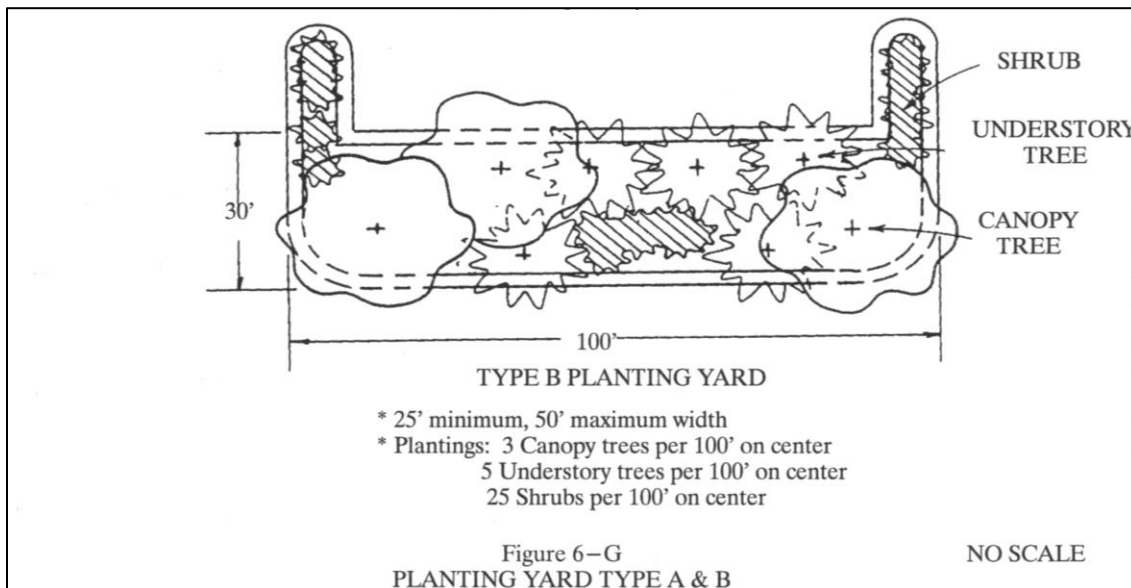 SHRUB
UNDERSTORY
TREE
30’
CANOPY
TREE
100’
TYPE B PLANTING YARD
* 25’ minimum, 50’ maximum width
* Plantings: 3 Canopy trees per 100’ on center
5 Understory trees per 100’ on center
25 Shrubs per 100’ on center
Figure 6–G
NO SCALE
PLANTING YARD TYPE A & B